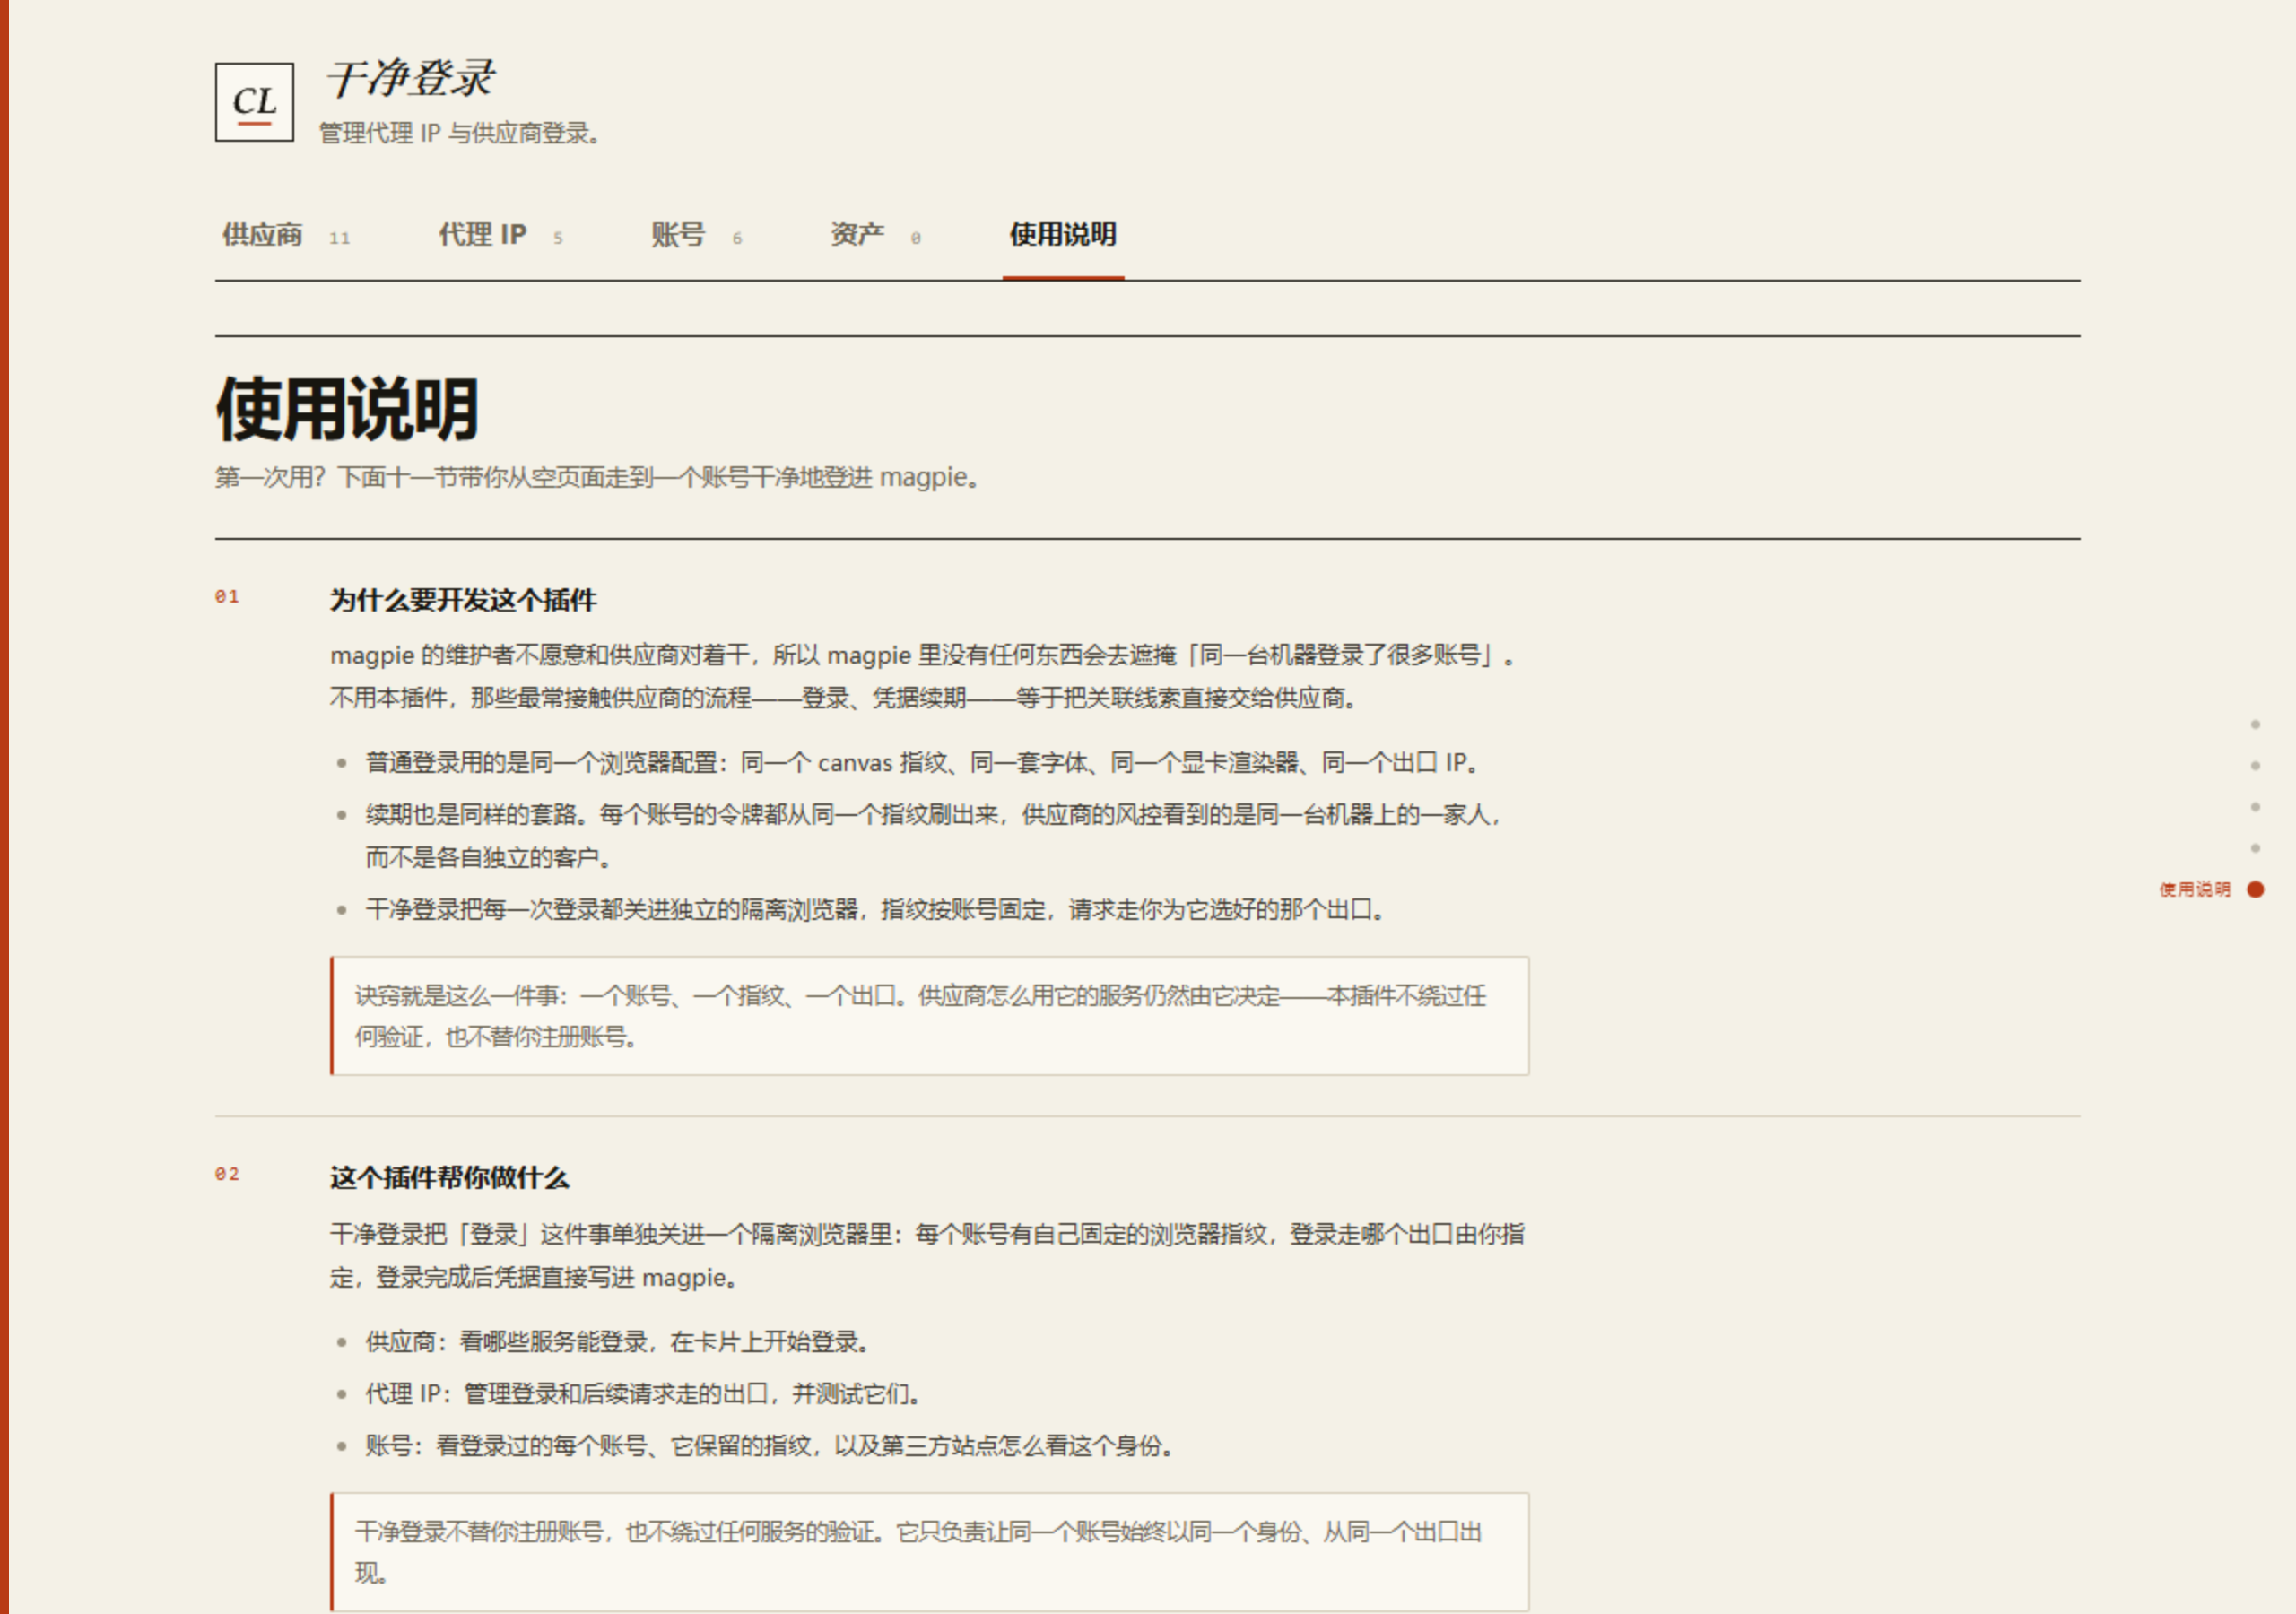 CL
干净登录
管理代理 IP 与供应商登录。
供应商 11 代理 IP 5 账号 6 资产 0 使用说明
使用说明
第一次用？下面十一节带你从空页面走到一个账号干净地登进 magpie。
01 为什么要开发这个插件
magpie 的维护者不愿意和供应商对着干，所以 magpie 里没有任何东西会去遮掩「同一台机器登录了很多账号」。
不用本插件，那些最常接触供应商的流程——登录、凭据续期——等于把关联线索直接交给供应商。
普通登录用的是同一个浏览器配置：同一个 canvas 指纹、同一套字体、同一个显卡渲染器、同一个出口 IP。
续期也是同样的套路。每个账号的令牌都从同一个指纹刷出来，供应商的风控看到的是同一台机器上的一家人，
而不是各自独立的客户。
使用说明
干净登录把每一次登录都关进独立的隔离浏览器，指纹按账号固定，请求走你为它选好的那个出口。
诀窍就是这么一件事：一个账号、一个指纹、一个出口。供应商怎么用它的服务仍然由它决定——本插件不绕过任
何验证，也不替你注册账号。
02 这个插件帮你做什么
干净登录把「登录」这件事单独关进一个隔离浏览器里：每个账号有自己固定的浏览器指纹，登录走哪个出口由你指
定，登录完成后凭据直接写进 magpie。
供应商：看哪些服务能登录，在卡片上开始登录。
代理 IP：管理登录和后续请求走的出口，并测试它们。
账号：看登录过的每个账号、它保留的指纹，以及第三方站点怎么看这个身份。
干净登录不替你注册账号，也不绕过任何服务的验证。它只负责让同一个账号始终以同一个身份、从同一个出口出
现。